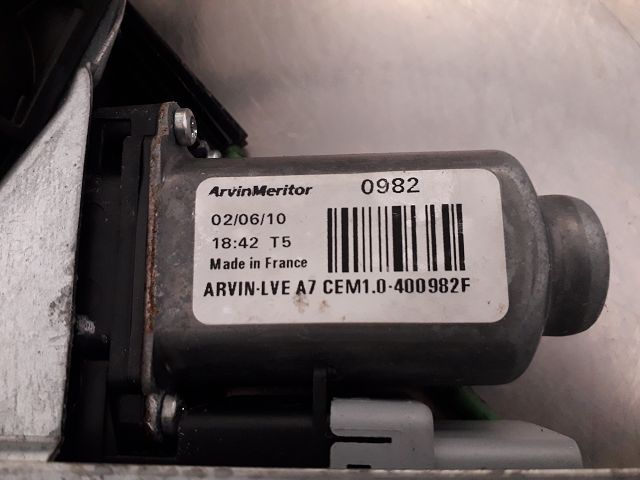 ArvinMeritor 0982
02/06/10
18:42 T5
Made in France
ARVIN-LVE A7 CEM1.0-400982F